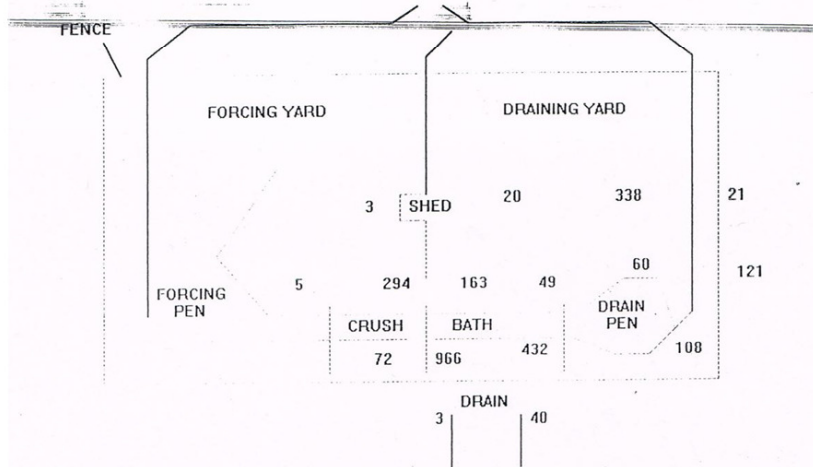 FENCE
FORCING YARD
DRAINING YARD
3
SHED
20
338
21
5
294
163
49
60
121
FORCING
PEN
DRAIN
PEN
CRUSH
BATH
72
966
432
108
DRAIN
3
40